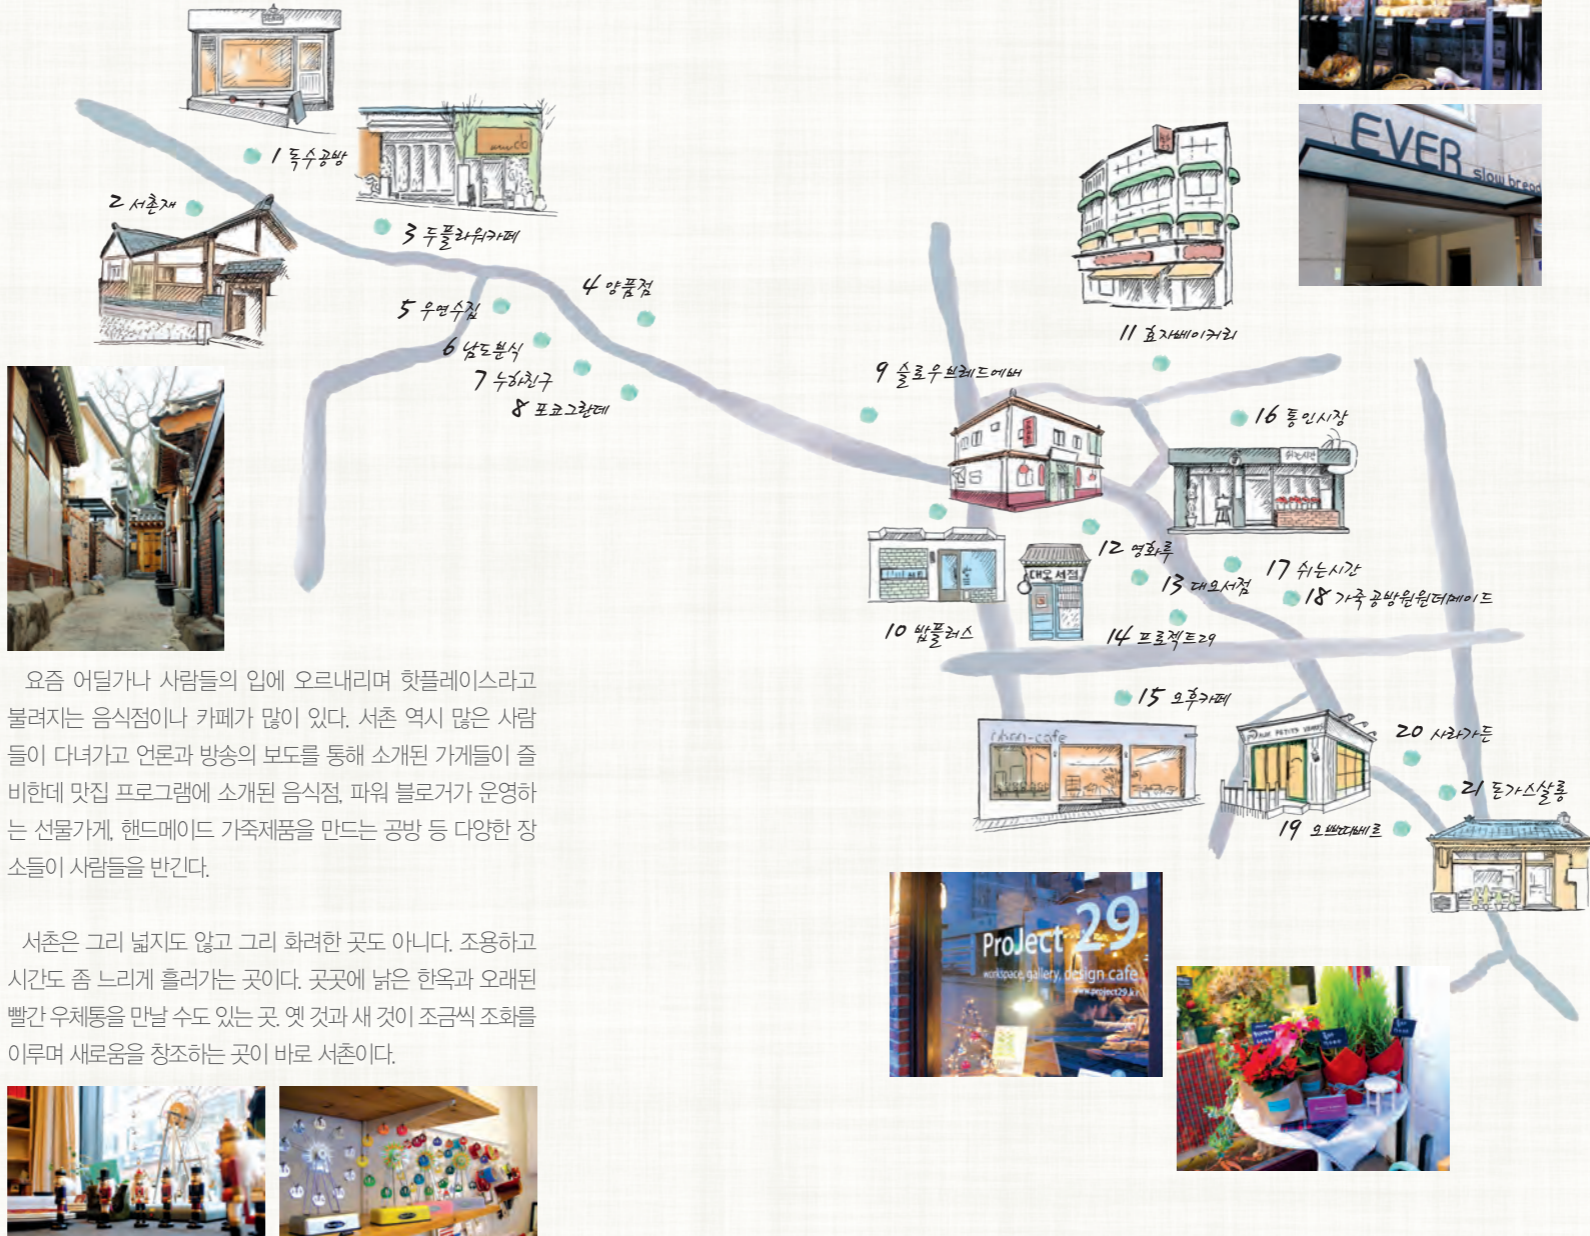 1 독수공방
2 서촌재
3 두플라워카페
4 양품점
5 우연수집
6 남도분식
7 누하친구
8 포쿄그란데
9 슬로우브레드에버
10 밥플러스
11 효자베이커리
12 영화루
13 대오서점
14 프로젝트29
15 오후카페
16 통인시장
17 쉬는시간
18 가죽공방원원더메이드
19 오쁘띠베르
20 사라가든
21 돈가스살롱
대오서점
쉬는시간
EVER
slow bread
요즘 어딜가나 사람들의 입에 오르내리며 핫플레이스라고
불려지는 음식점이나 카페가 많이 있다. 서촌 역시 많은 사람
들이 다녀가고 언론과 방송의 보도를 통해 소개된 가게들이 즐
비한데 맛집 프로그램에 소개된 음식점, 파워 블로거가 운영하
는 선물가게, 핸드메이드 가죽제품을 만드는 공방 등 다양한 장
소들이 사람들을 반긴다.
서촌은 그리 넓지도 않고 그리 화려한 곳도 아니다. 조용하고
시간도 좀 느리게 흘러가는 곳이다. 곳곳에 낡은 한옥과 오래된
빨간 우체통을 만날 수도 있는 곳. 옛 것과 새 것이 조금씩 조화를
이루며 새로움을 창조하는 곳이 바로 서촌이다.
ProJect 29
workspace, gallery, design cafe
www.project29.kr